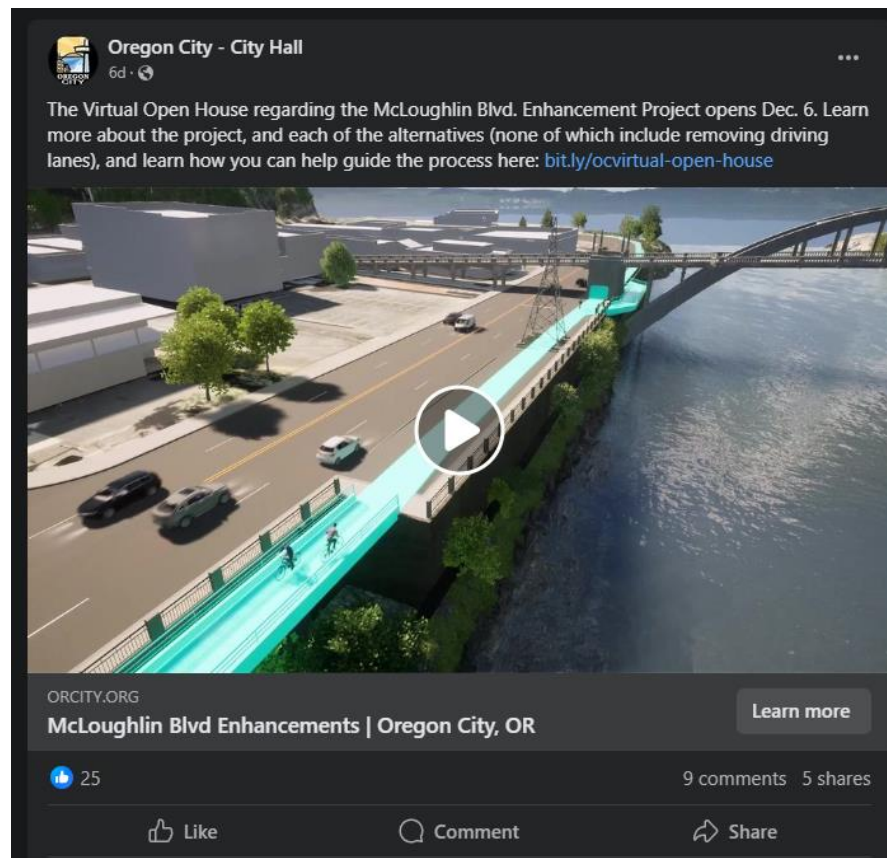 Oregon City - City Hall
6d ·
OREGON
CITY
The Virtual Open House regarding the McLoughlin Blvd. Enhancement Project opens Dec. 6. Learn
more about the project, and each of the alternatives (none of which include removing driving
lanes), and learn how you can help guide the process here: bit.ly/ocvirtual-open-house
ORCITY.ORG
McLoughlin Blvd Enhancements | Oregon City, OR
Learn more
25
9 comments 5 shares
Like
Comment
Share